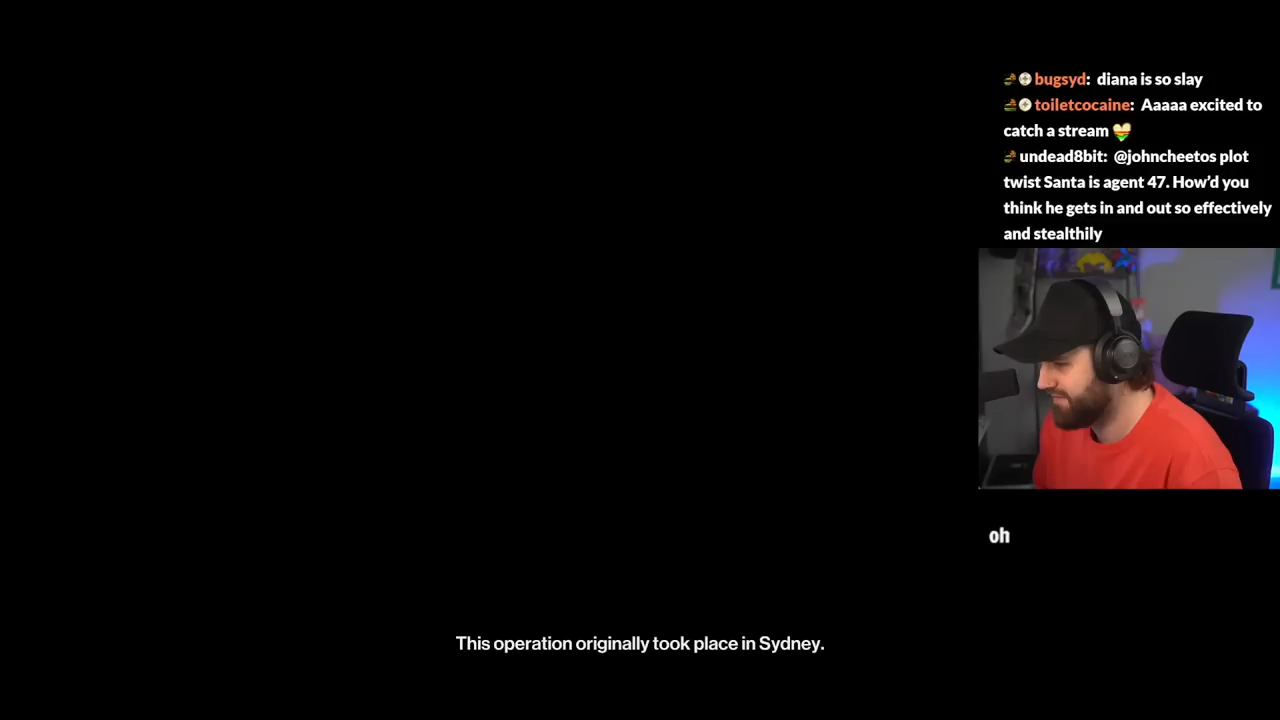 bugsyd: diana is so slay
toiletcocaine: Aaaaa excited to
catch a stream
undead8bit: @johncheetos plot
twist Santa is agent 47. How'd you
think he gets in and out so effectively
and stealthily
oh
This operation originally took place in Sydney.